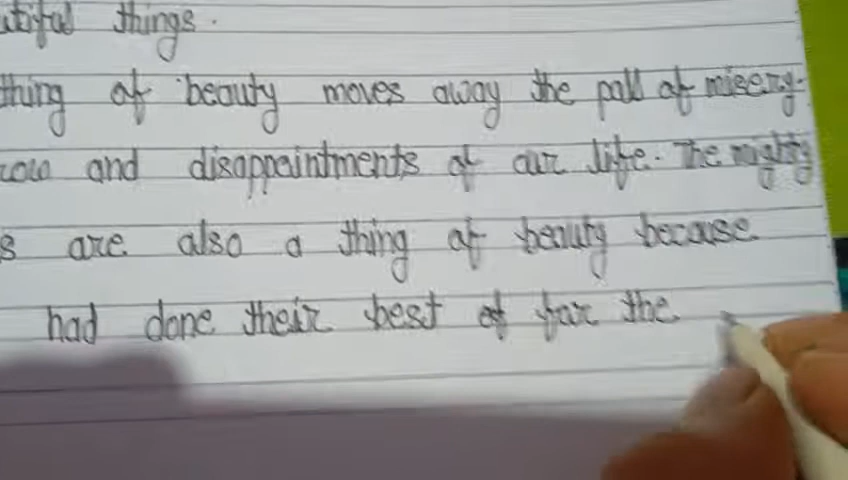 things.
thing of beauty moves away the pall of misery.
and disappointments of our life. The mighty
s are also a thing of beauty because
had done their best of for the